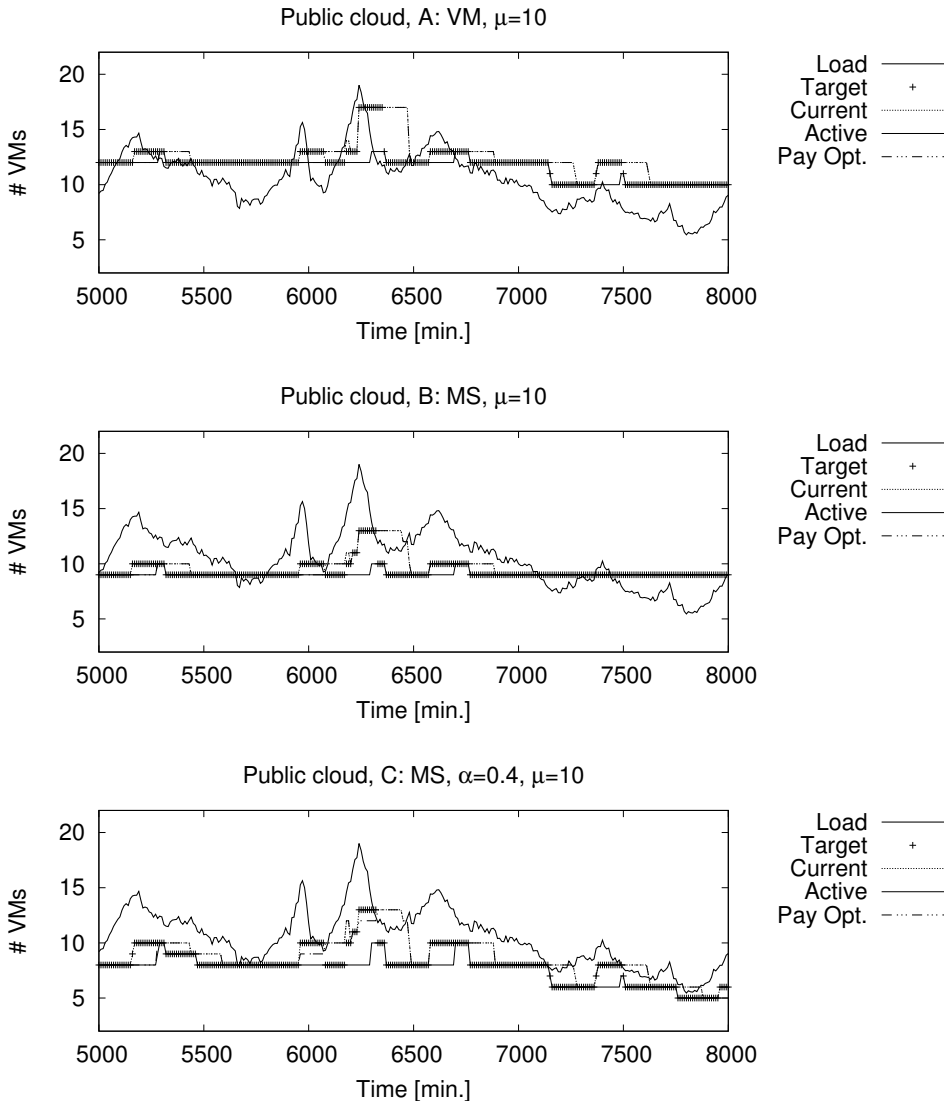 Public cloud, A: VM, μ=10
# VMs
20
15
10
5
5000 5500 6000 6500 7000 7500 8000
Time [min.]
Load
Target
Current
Active
Pay Opt.
Public cloud, B: MS, μ=10
# VMs
20
15
10
5
5000 5500 6000 6500 7000 7500 8000
Time [min.]
Load
Target
Current
Active
Pay Opt.
Public cloud, C: MS, α=0.4, μ=10
# VMs
20
15
10
5
5000 5500 6000 6500 7000 7500 8000
Time [min.]
Load
Target
Current
Active
Pay Opt.